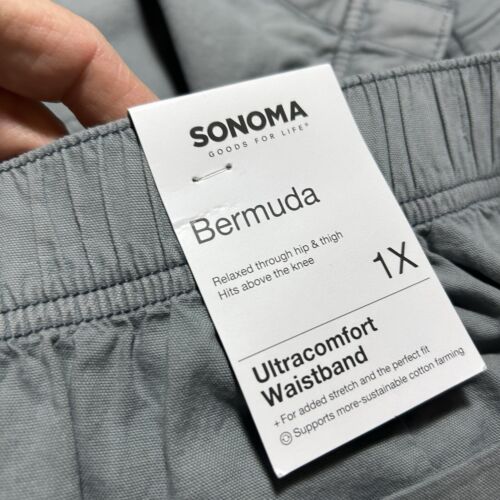 SONOMA
GOODS FOR LIFE®
Bermuda
Relaxed through hip & thigh
Hits above the knee
1X
Ultracomfort
Waistband
+ For added stretch and the perfect fit
Supports more-sustainable cotton farming